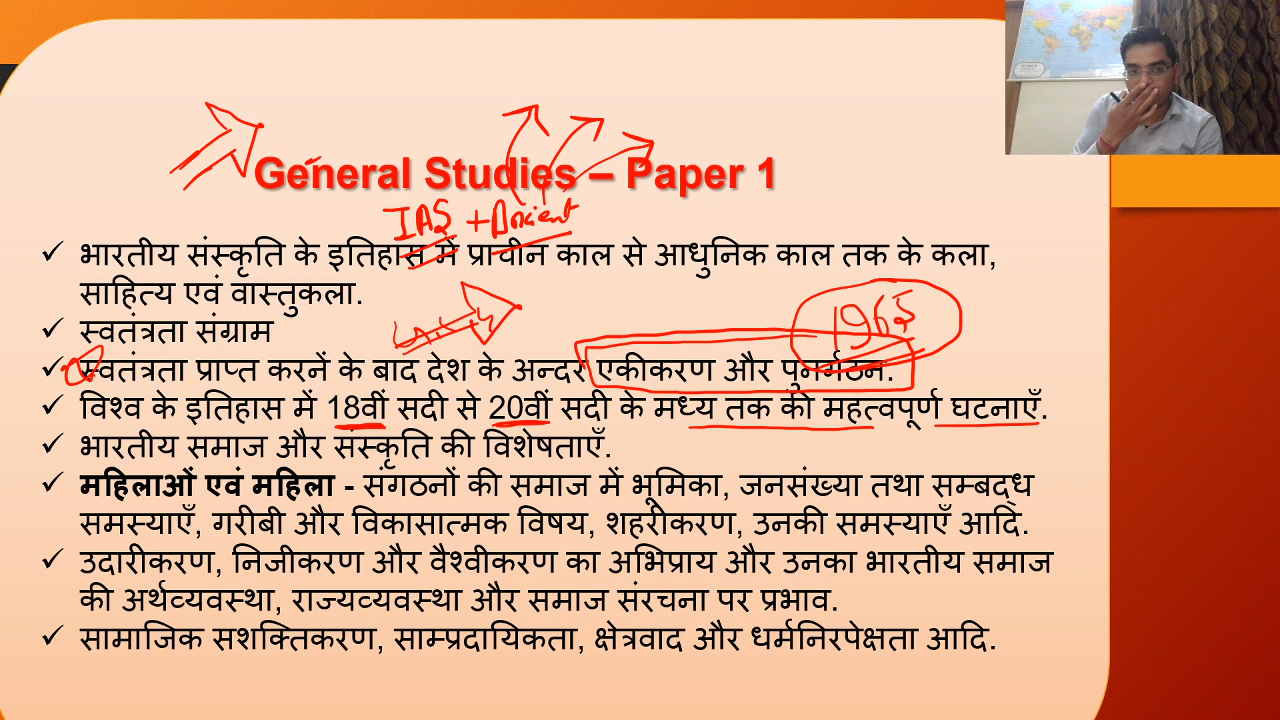 General Studies – Paper 1
IAS + Ancient
✓ भारतीय संस्कृति के इतिहास में प्राचीन काल से आधुनिक काल तक के कला,
साहित्य एवं वास्तुकला.
✓ स्वतंत्रता संग्राम
1965
✓ स्वतंत्रता प्राप्त करनें के बाद देश के अन्दर एकीकरण और पुनर्गठन.
✓ विश्व के इतिहास में 18वीं सदी से 20वीं सदी के मध्य तक की महत्वपूर्ण घटनाएँ.
✓ भारतीय समाज और संस्कृति की विशेषताएँ.
✓ महिलाओं एवं महिला - संगठनों की समाज में भूमिका, जनसंख्या तथा सम्बद्ध
समस्याएँ, गरीबी और विकासात्मक विषय, शहरीकरण, उनकी समस्याएँ आदि.
✓ उदारीकरण, निजीकरण और वैश्वीकरण का अभिप्राय और उनका भारतीय समाज
की अर्थव्यवस्था, राज्यव्यवस्था और समाज संरचना पर प्रभाव.
✓ सामाजिक सशक्तिकरण, साम्प्रदायिकता, क्षेत्रवाद और धर्मनिरपेक्षता आदि.